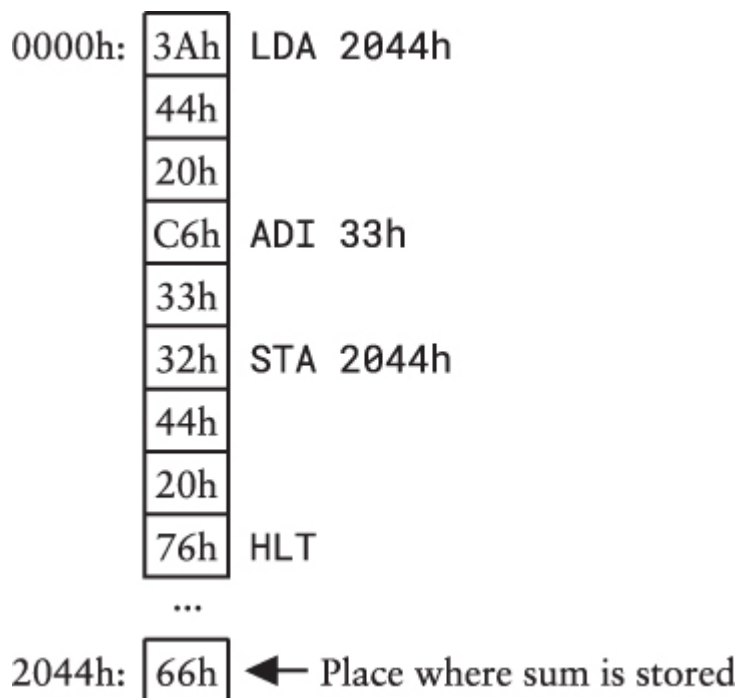 0000h: 3Ah LDA 2044h
44h
20h
C6h ADI 33h
33h
32h STA 2044h
44h
20h
76h HLT
...
2044h: 66h Place where sum is stored